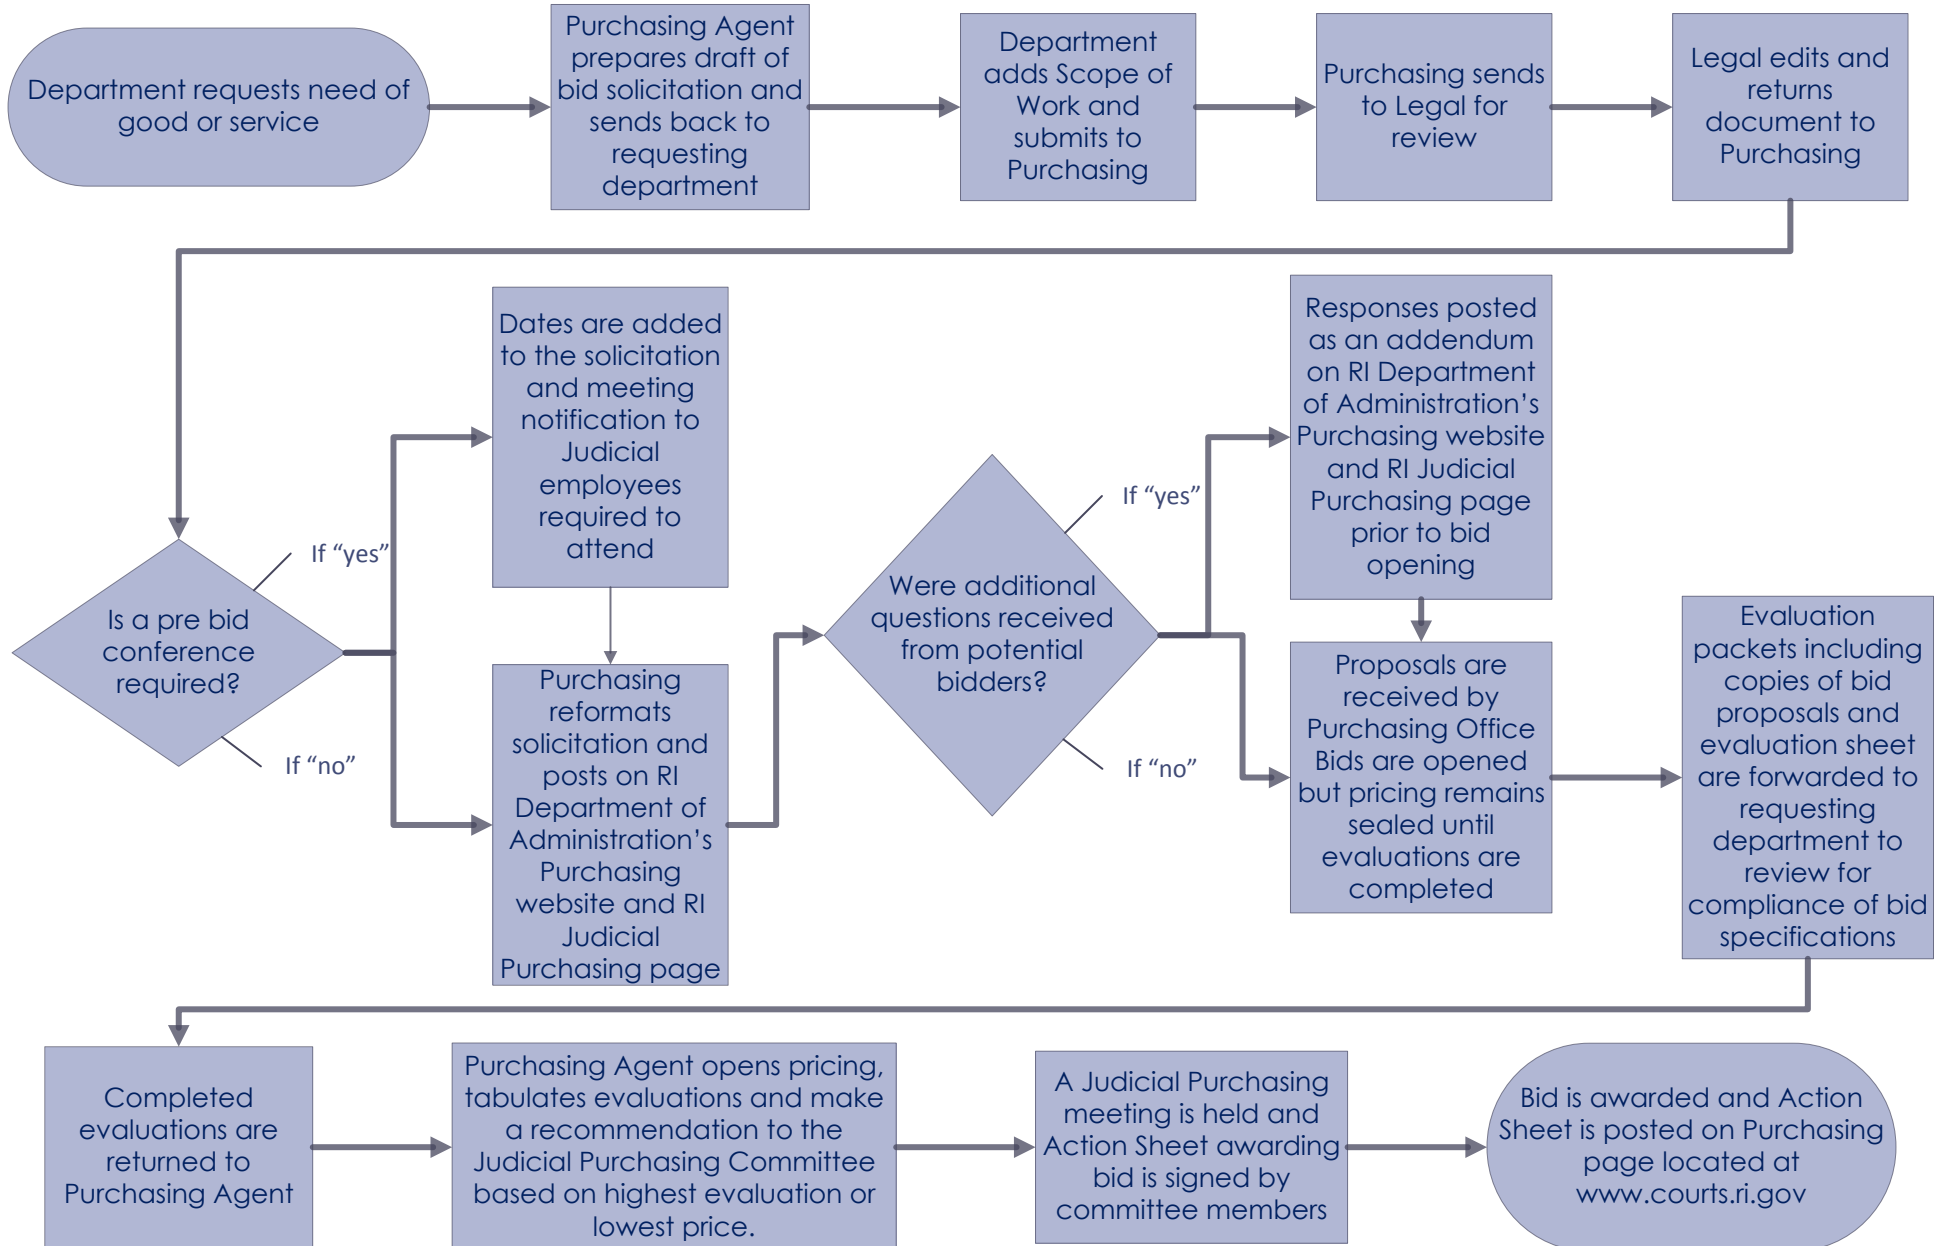 Department requests need of
good or service
Purchasing Agent
prepares draft of
bid solicitation and
sends back to
requesting
department
Department
adds Scope of
Work and
submits to
Purchasing
Purchasing sends
to Legal for
review
Legal edits and
returns
document to
Purchasing
Is a pre bid
conference
required?
If “yes”
If “no”
Dates are added
to the solicitation
and meeting
notification to
Judicial
employees
required to
attend
Purchasing
reformats
solicitation and
posts on RI
Department of
Administration’s
Purchasing
website and RI
Judicial
Purchasing page
Were additional
questions received
from potential
bidders?
If “yes”
If “no”
Responses posted
as an addendum
on RI Department
of Administration’s
Purchasing website
and RI Judicial
Purchasing page
prior to bid
opening
Proposals are
received by
Purchasing Office
Bids are opened
but pricing remains
sealed until
evaluations are
completed
Evaluation
packets including
copies of bid
proposals and
evaluation sheet
are forwarded to
requesting
department to
review for
compliance of bid
specifications
Completed
evaluations are
returned to
Purchasing Agent
Purchasing Agent opens pricing,
tabulates evaluations and make
a recommendation to the
Judicial Purchasing Committee
based on highest evaluation or
lowest price.
A Judicial Purchasing
meeting is held and
Action Sheet awarding
bid is signed by
committee members
Bid is awarded and Action
Sheet is posted on Purchasing
page located at
www.courts.ri.gov